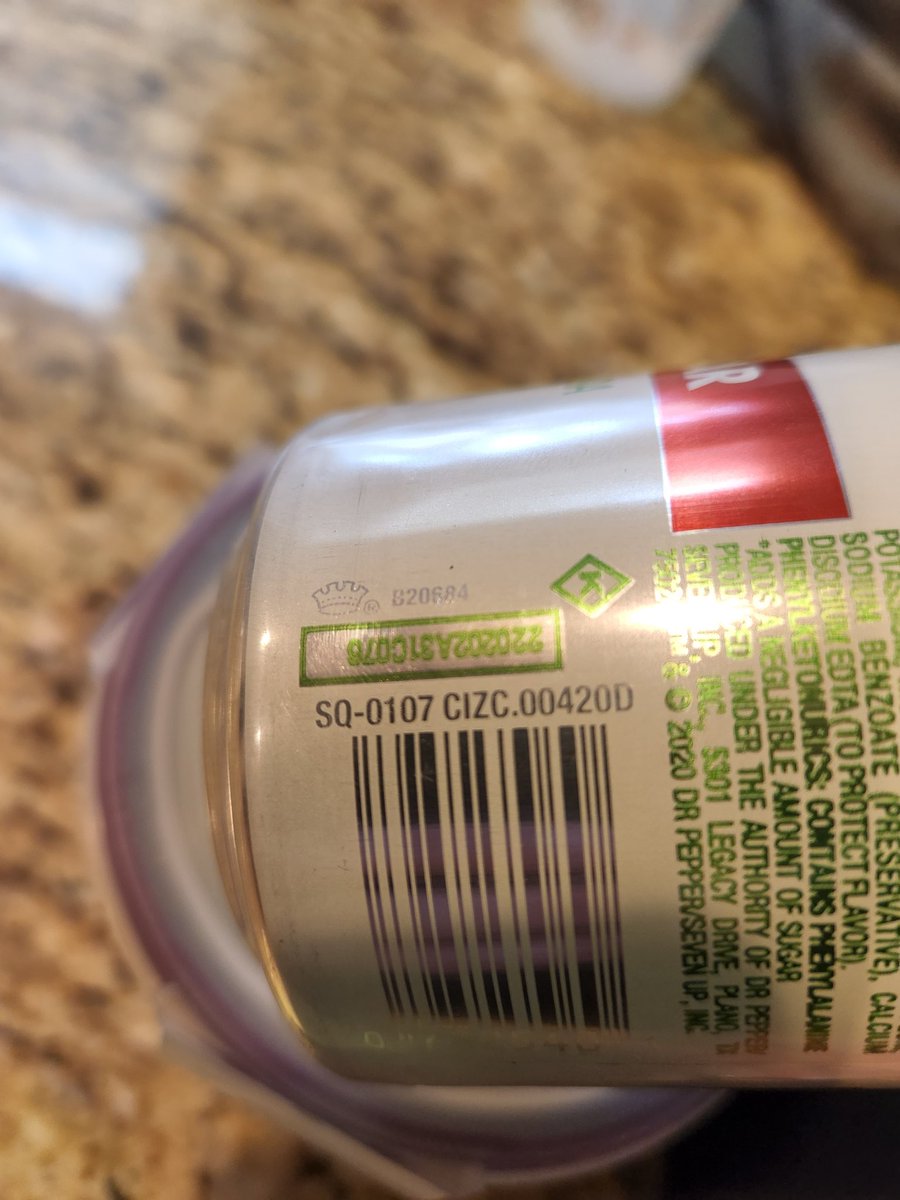 ® B20684
K
SQ-0107 CIZC.00420D
SODIUM BENZOATE (PRESERVATIVE), CALCIUM
DISODIUM EDTA (TO PROTECT FLAVOR).
PHENYLKETONURICS: CONTAINS PHENYLALANINE
*ADDS A NEGLIGIBLE AMOUNT OF SUGAR
PRODUCED UNDER THE AUTHORITY OF DR PEPPER/
SEVEN UP, INC., 5301 LEGACY DRIVE, PLANO, TX
& © 2020 DR PEPPER/SEVEN UP, INC.